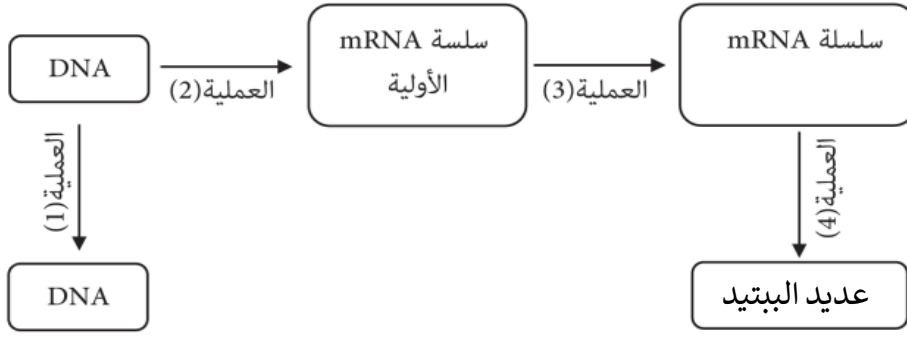 DNA
العملية(2)
سلسة mRNA
الأولية
العملية(3)
سلسلة mRNA
العملية(1)
العملية(4)
DNA
عديد الببتيد